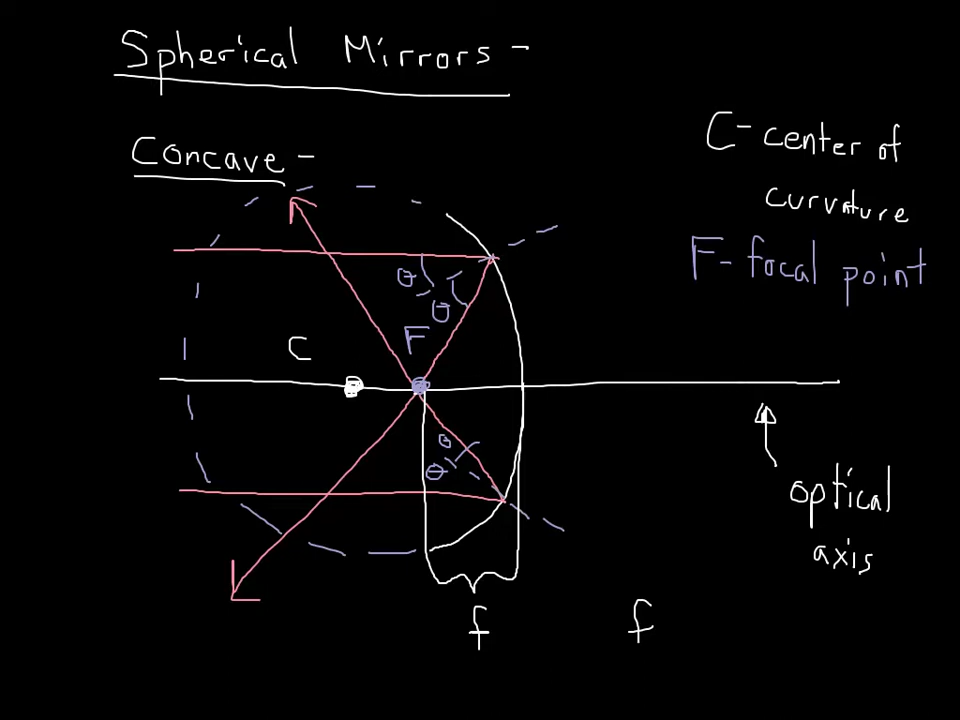 Spherical Mirrors-
Concave-
C-center of
curvature
F-focal point
θ
θ
F
C
θ
θ
optical
axis
f
f